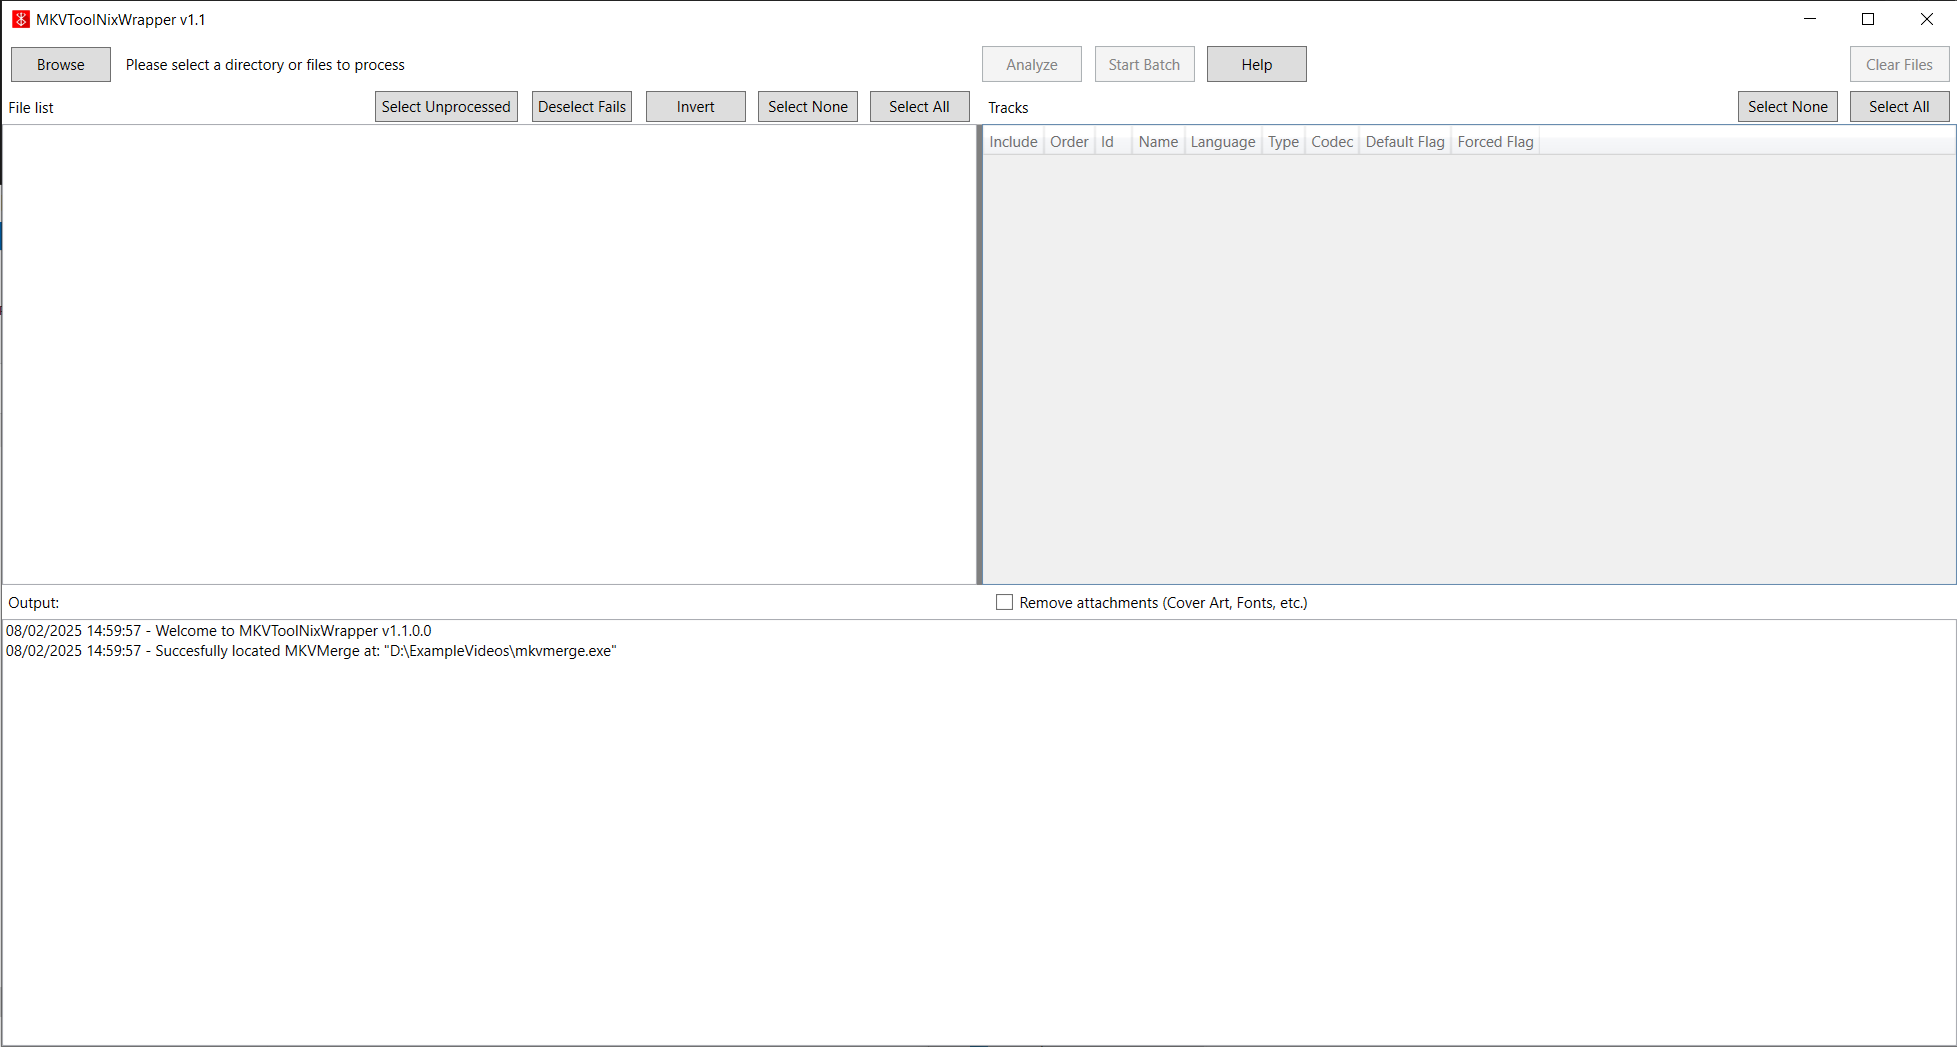 MKVToolNixWrapper v1.1
Browse Please select a directory or files to process Analyze Start Batch Help Clear Files
File list Select Unprocessed Deselect Fails Invert Select None Select All Tracks Select None Select All
Include Order Id Name Language Type Codec Default Flag Forced Flag
Output: Remove attachments (Cover Art, Fonts, etc.)
08/02/2025 14:59:57 - Welcome to MKVToolNixWrapper v1.1.0.0
08/02/2025 14:59:57 - Succesfully located MKVMerge at: "D:\ExampleVideos\mkvmerge.exe"